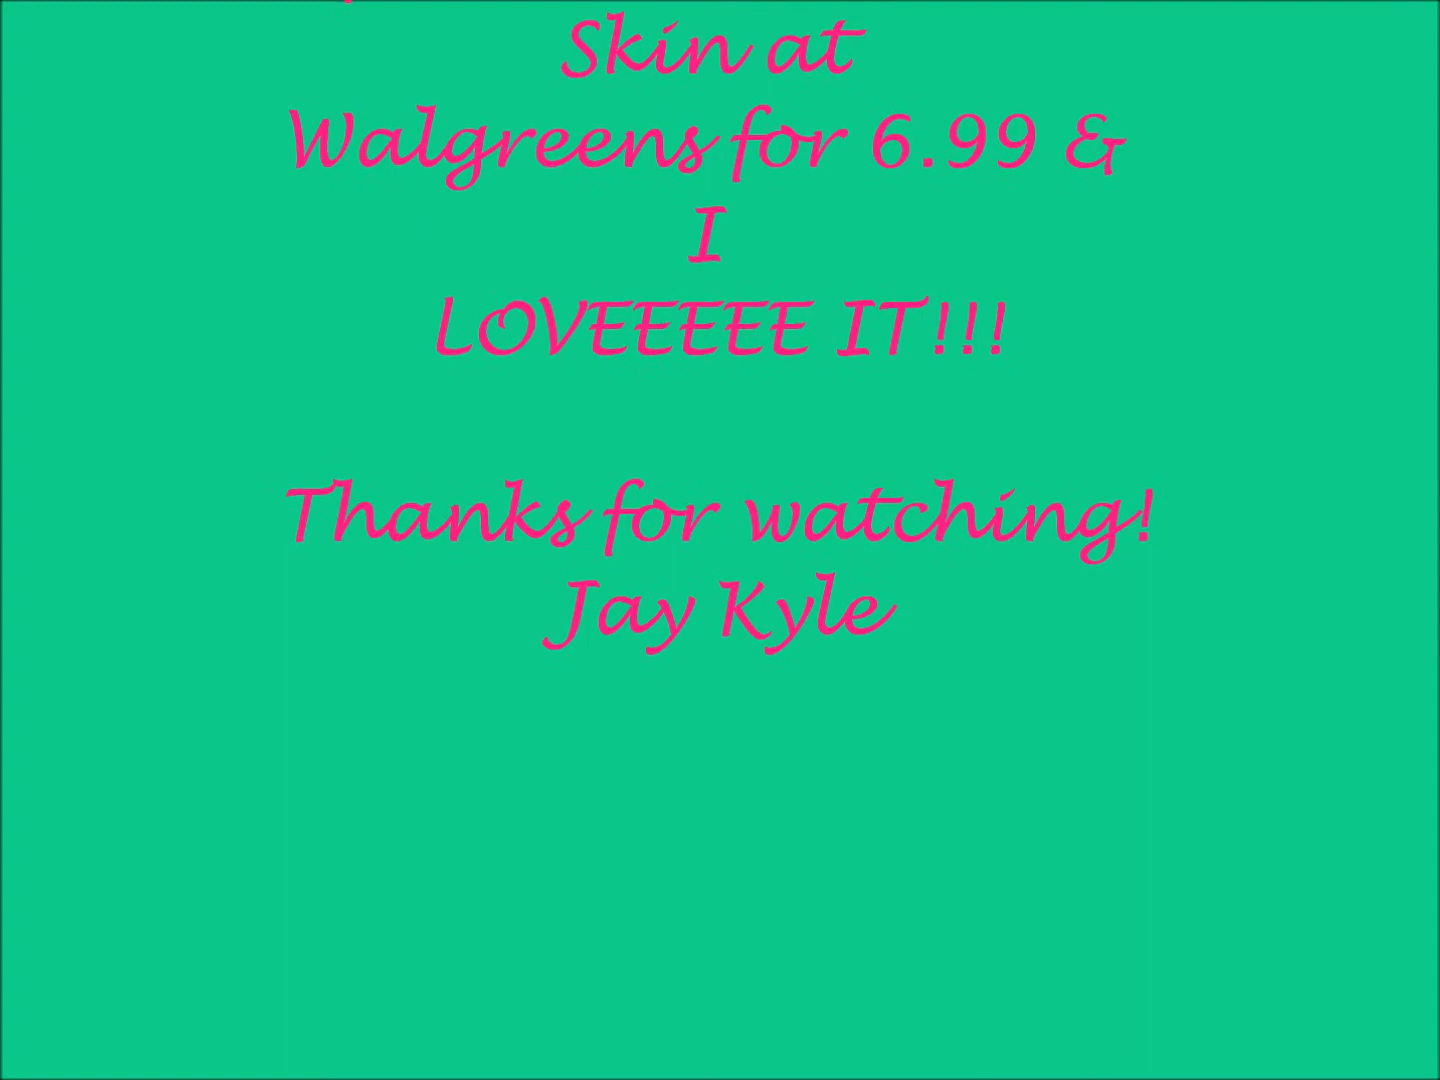 Skin at
Walgreens for 6.99 &
I
LOVEEEEE IT!!!
Thanks for watching!
Jay Kyle